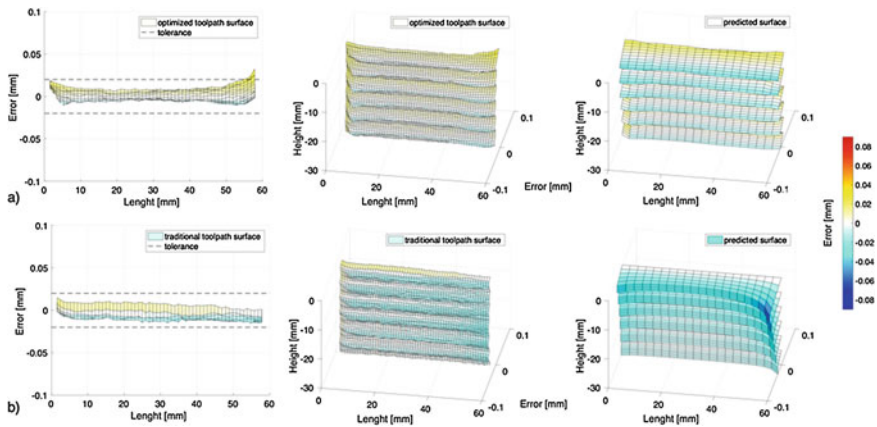 0.1
0.05
0
-0.05
-0.1
Error [mm]
optimized toolpath surface
tolerance
0 10 20 30 40 50 60
Lenght [mm]
a)
optimized toolpath surface
0
-10
-20
-30
Height [mm]
0 20 40 60
Lenght [mm]
0.1
0
-0.1
Error [mm]
predicted surface
0
-10
-20
-30
Height [mm]
0 20 40 60
Lenght [mm]
0.1
0
-0.1
0.1
0.05
0
-0.05
-0.1
Error [mm]
traditional toolpath surface
tolerance
0 10 20 30 40 50 60
Lenght [mm]
b)
traditional toolpath surface
0
-10
-20
-30
Height [mm]
0 20 40 60
Lenght [mm]
0.1
0
-0.1
Error [mm]
predicted surface
0
-10
-20
-30
Height [mm]
0 20 40 60
Lenght [mm]
0.1
0
-0.1
Error [mm]
0.08
0.06
0.04
0.02
0
-0.02
-0.04
-0.06
-0.08